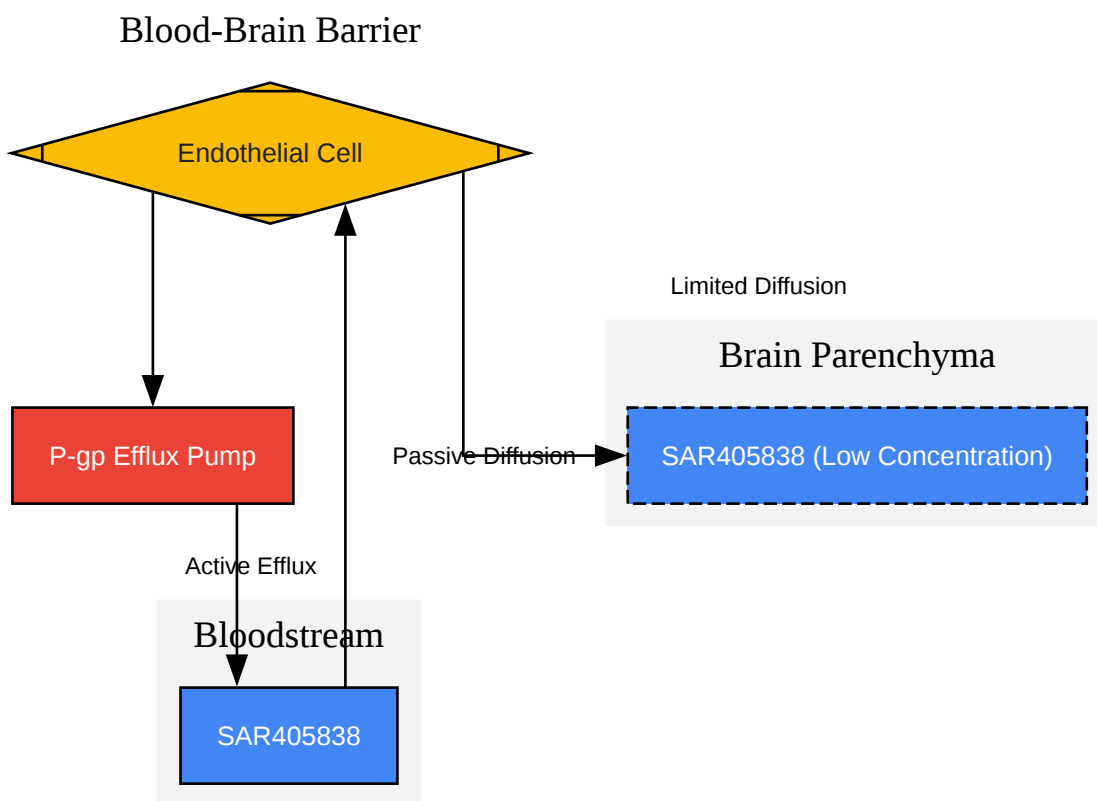 Blood-Brain Barrier
Endothelial Cell
Limited Diffusion
Brain Parenchyma
P-gp Efflux Pump
Passive Diffusion
SAR405838 (Low Concentration)
Active Efflux
Bloodstream
SAR405838